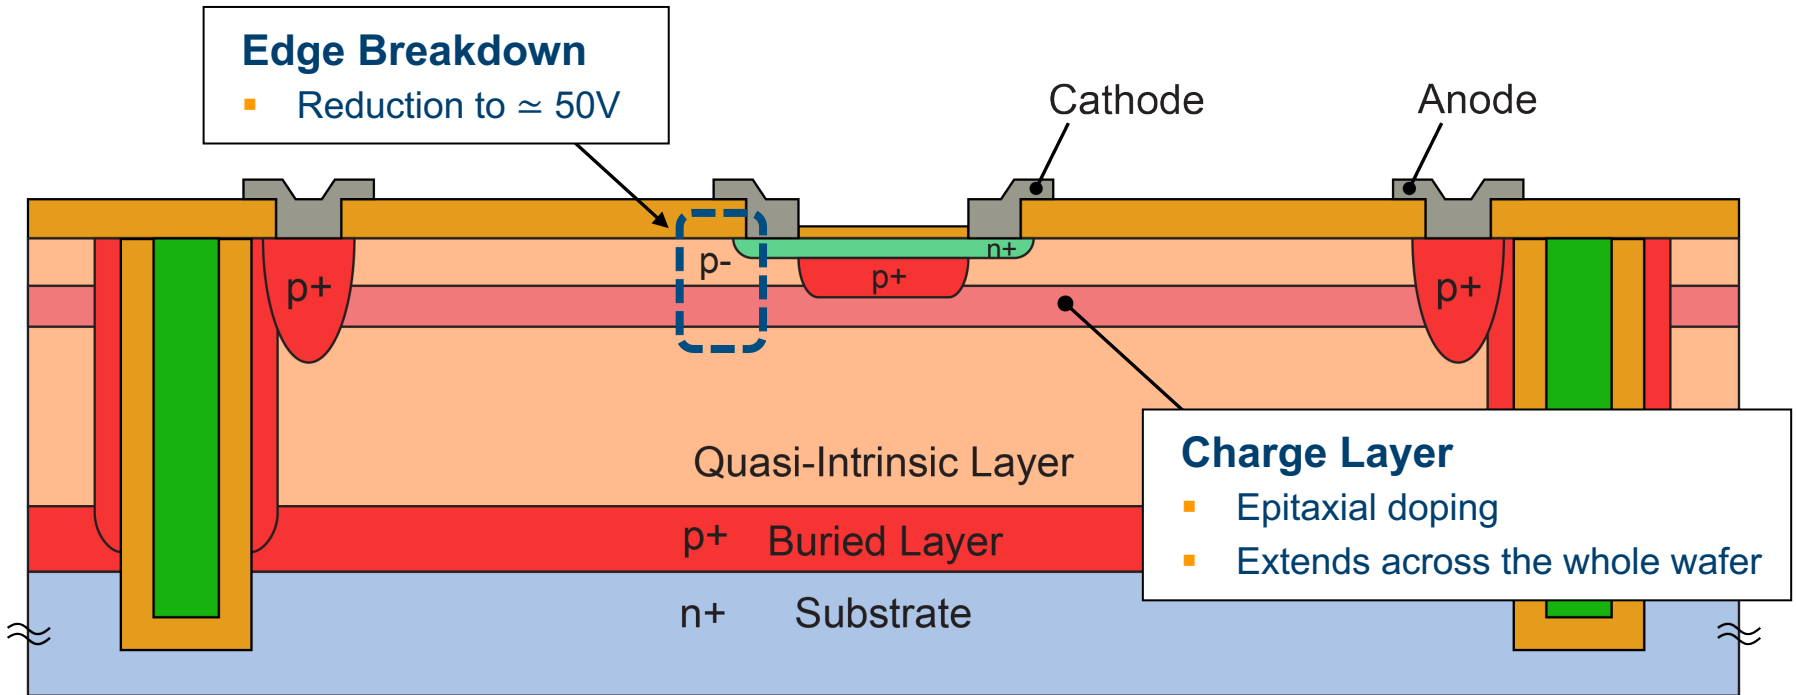 Edge Breakdown
▪ Reduction to ≃ 50V
Cathode
Anode
p-
n+
p+
p+
p+
Quasi-Intrinsic Layer
Charge Layer
▪ Epitaxial doping
▪ Extends across the whole wafer
p+ Buried Layer
n+ Substrate